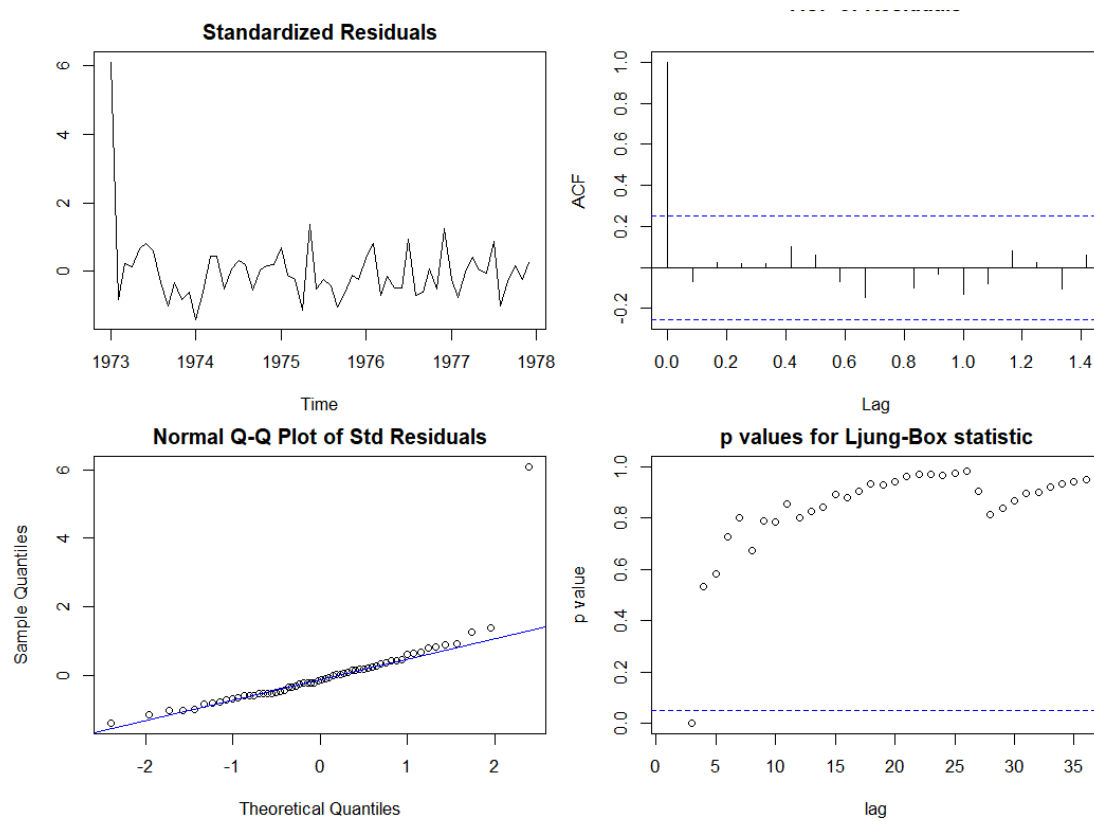 Standardized Residuals
6
4
2
0
1973 1974 1975 1976 1977 1978
Time
ACF
1.0
0.8
0.6
0.4
0.2
-0.2
0.0 0.2 0.4 0.6 0.8 1.0 1.2 1.4
Lag
Normal Q-Q Plot of Std Residuals
Sample Quantiles
6
4
2
0
-2 -1 0 1 2
Theoretical Quantiles
p values for Ljung-Box statistic
p value
1.0
0.8
0.6
0.4
0.2
0.0
0 5 10 15 20 25 30 35
lag